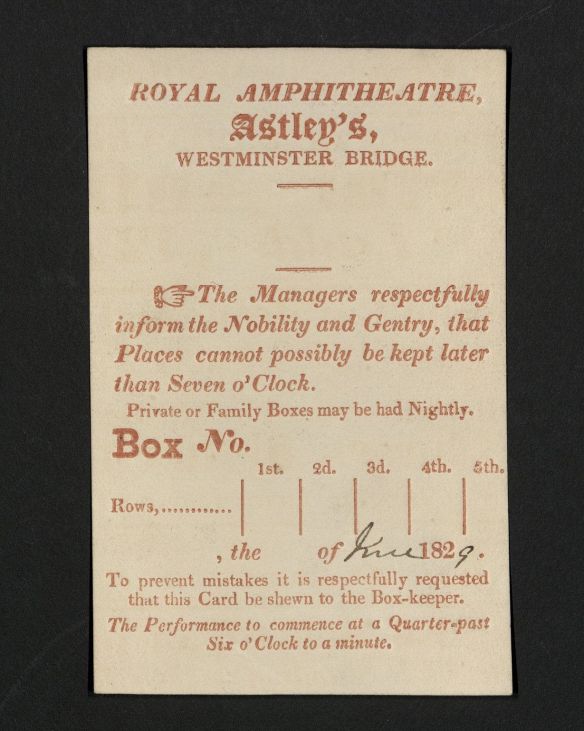 ROYAL AMPHITHEATRE,
Astley's,
WESTMINSTER BRIDGE.
☞ The Managers respectfully
inform the Nobility and Gentry, that
Places cannot possibly be kept later
than Seven o'Clock.
Private or Family Boxes may be had Nightly.
Box No.
1st. 2d. 3d. 4th. 5th.
Rows,............
, the of June 1829.
To prevent mistakes it is respectfully requested
that this Card be shewn to the Box-keeper.
The Performance to commence at a Quarter-past
Six o'Clock to a minute.